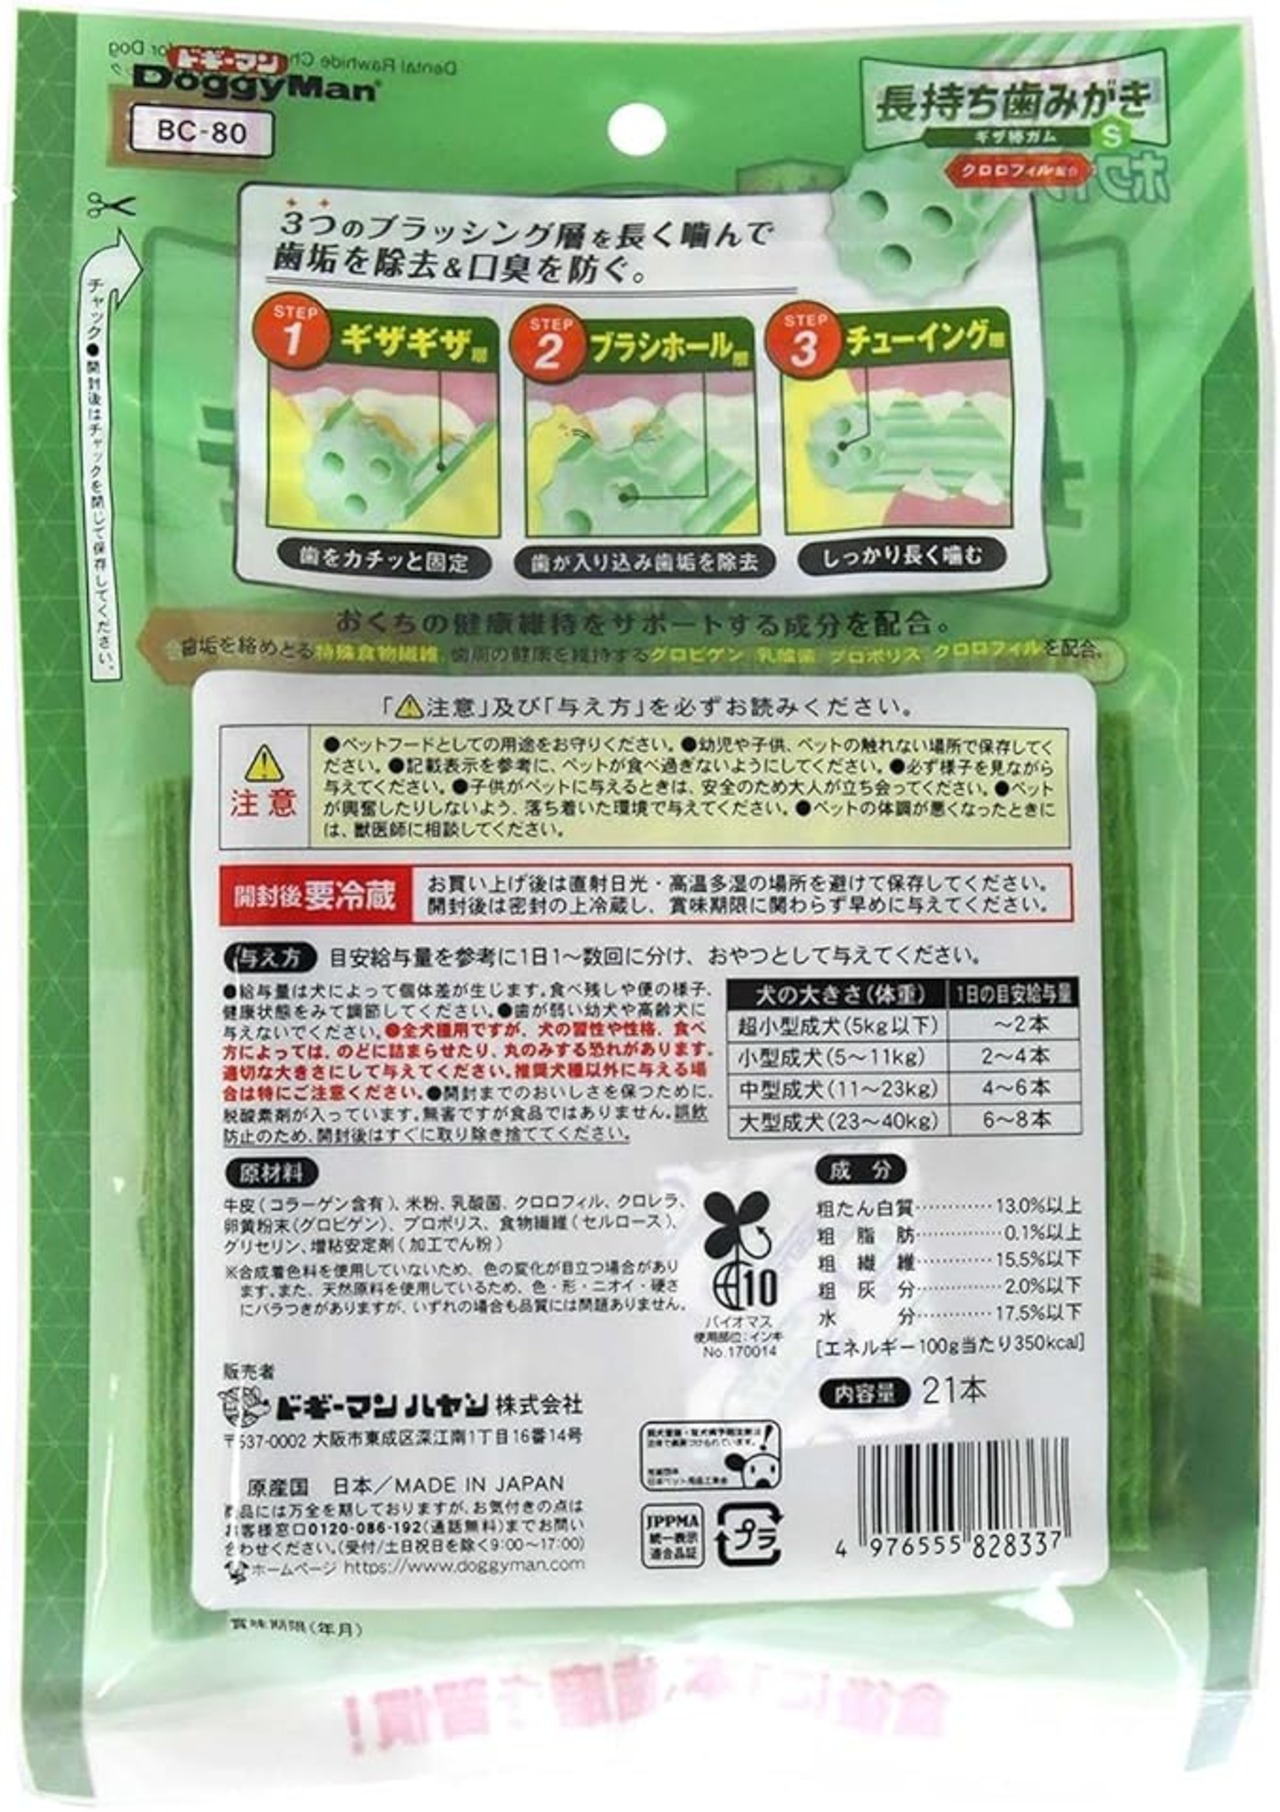 ドギーマン
DoggyMan
BC-80
長持ち歯みがき
ギザ棒ガム S
クロロフィル配合
チャック●開封後はチャックを閉じて保存してください。
3つのブラッシング層を長く噛んで
歯垢を除去&口臭を防ぐ。
STEP 1 ギザギザ層
STEP 2 ブラシホール層
STEP 3 チューイング層
歯をカチッと固定
歯が入り込み歯垢を除去
しっかり長く噛む
おくちの健康維持をサポートする成分を配合。
歯垢を絡めとる特殊食物繊維、歯周の健康を維持するグロビゲン 乳酸菌 プロポリス クロロフィルを配合。
「⚠注意」及び「与え方」を必ずお読みください。
注意
●ペットフードとしての用途をお守りください。●幼児や子供、ペットの触れない場所で保存してく
ださい。●記載表示を参考に、ペットが食べ過ぎないようにしてください。●必ず様子を見ながら
与えてください。●子供がペットに与えるときは、安全のため大人が立ち会ってください。●ペット
が興奮したりしないよう、落ち着いた環境で与えてください。●ペットの体調が悪くなったときに
は、獣医師に相談してください。
開封後要冷蔵
お買い上げ後は直射日光・高温多湿の場所を避けて保存してください。
開封後は密封の上冷蔵し、賞味期限に関わらず早めに与えてください。
与え方 目安給与量を参考に1日1〜数回に分け、おやつとして与えてください。
●給与量は犬によって個体差が生じます。食べ残しや便の様子、
健康状態をみて調節してください。●歯が弱い幼犬や高齢犬に
与えないでください。●全犬種用ですが、犬の習性や性格、食べ
方によっては、のどに詰まらせたり、丸のみする恐れがあります。
適切な大きさにして与えてください。推奨犬種以外に与える場
合は特にご注意ください。●開封までのおいしさを保つために、
脱酸素剤が入っています。無害ですが食品ではありません。誤飲
防止のため、開封後はすぐに取り除き捨ててください。
犬の大きさ(体重) 1日の目安給与量
超小型成犬(5kg以下) 〜2本
小型成犬(5〜11kg) 2〜4本
中型成犬(11〜23kg) 4〜6本
大型成犬(23〜40kg) 6〜8本
原材料
牛皮(コラーゲン含有)、米粉、乳酸菌、クロロフィル、クロレラ、
卵黄粉末(グロビゲン)、プロポリス、食物繊維(セルロース)、
グリセリン、増粘安定剤(加工でん粉)
※合成着色料を使用していないため、色の変化が目立つ場合があり
ます。また、天然原料を使用しているため、色・形・ニオイ・硬さ
にバラつきがありますが、いずれの場合も品質には問題ありません。
10
バイオマス
使用部位:インキ
No.170014
成分
粗たん白質…………13.0%以上
粗脂肪…………0.1%以上
粗繊維…………15.5%以下
粗灰分…………2.0%以下
水分…………17.5%以下
[エネルギー100g当たり350kcal]
内容量 21本
販売者
ドギーマンハヤシ株式会社
〒537-0002 大阪市東成区深江南1丁目16番14号
原産国 日本/MADE IN JAPAN
商品には万全を期しておりますが、お気付きの点は
お客様窓口0120-086-192(通話無料)までお問い
合わせください。(受付/土日祝日を除く9:00〜17:00)
ホームページ https://www.doggyman.com
JPPMA
統一表示
適合品証
プラ
4 976555 828337
賞味期限(年月)